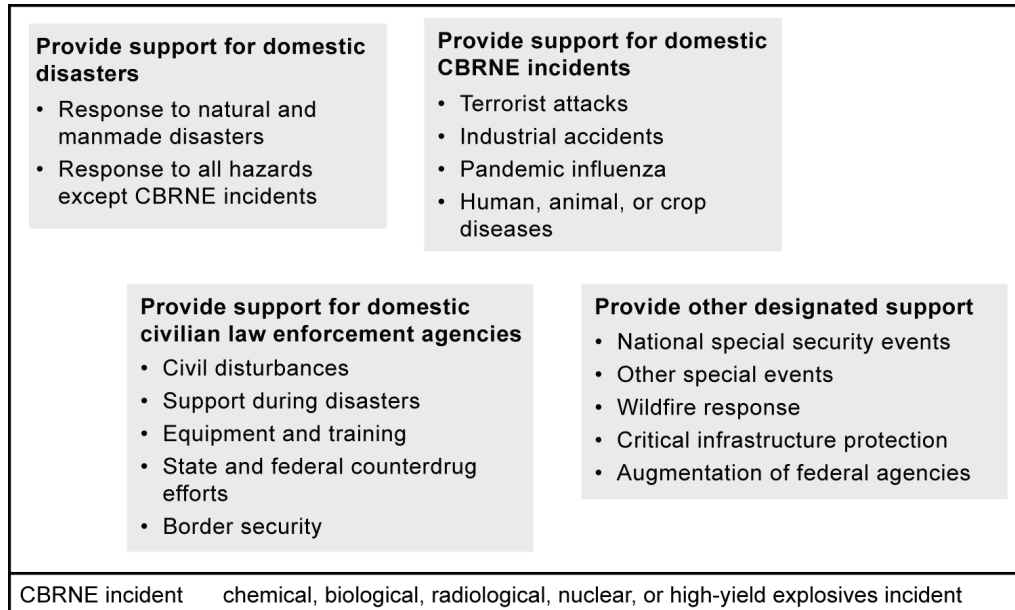 Provide support for domestic
disasters
• Response to natural and
manmade disasters
• Response to all hazards
except CBRNE incidents
Provide support for domestic
CBRNE incidents
• Terrorist attacks
• Industrial accidents
• Pandemic influenza
• Human, animal, or crop
diseases
Provide support for domestic
civilian law enforcement agencies
• Civil disturbances
• Support during disasters
• Equipment and training
• State and federal counterdrug
efforts
• Border security
Provide other designated support
• National special security events
• Other special events
• Wildfire response
• Critical infrastructure protection
• Augmentation of federal agencies
CBRNE incident chemical, biological, radiological, nuclear, or high-yield explosives incident